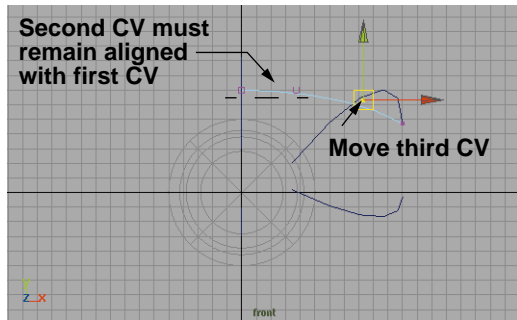 Second CV must
remain aligned
with first CV
Move third CV
y
z x
front